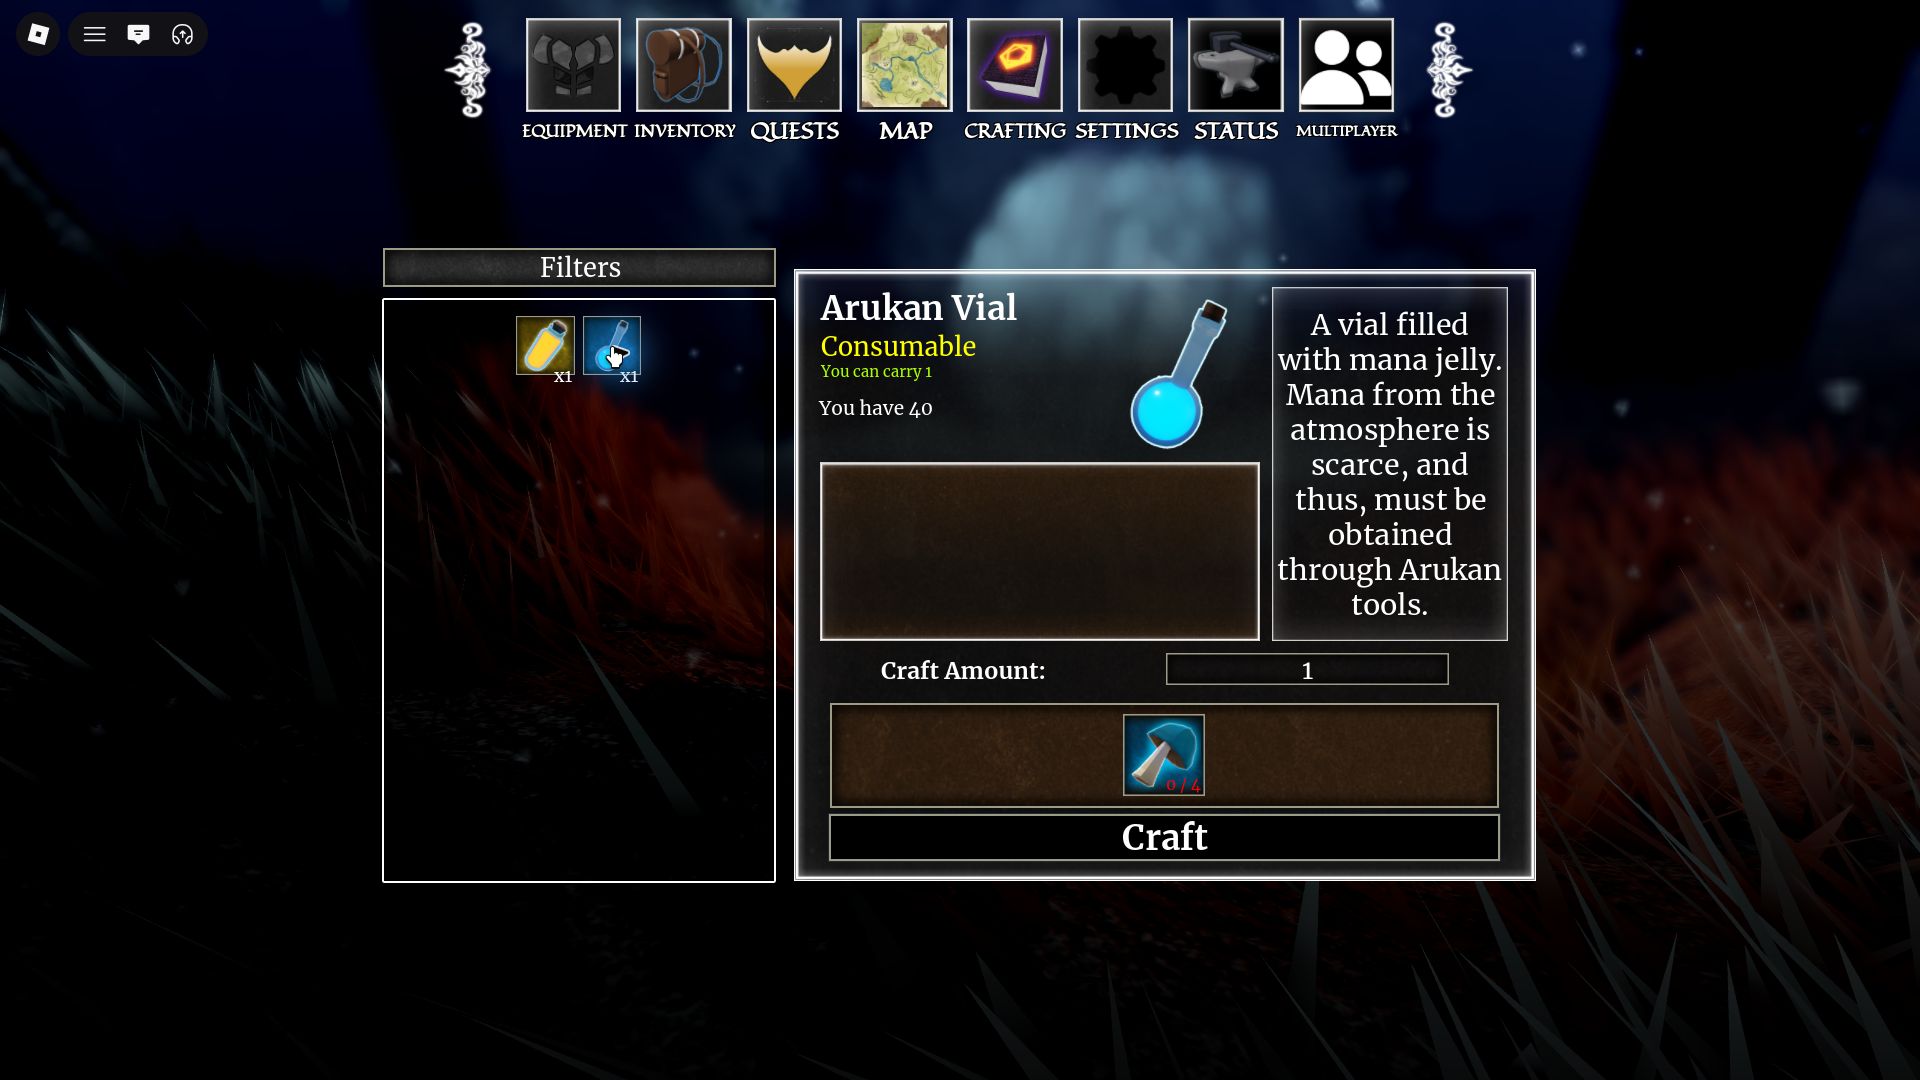 EQUIPMENT
INVENTORY
QUESTS
MAP
CRAFTING
SETTINGS
STATUS
MULTIPLAYER
Filters
x1
x1
Arukan Vial
Consumable
You can carry 1
You have 40
A vial filled
with mana jelly.
Mana from the
atmosphere is
scarce, and
thus, must be
obtained
through Arukan
tools.
Craft Amount:
1
0 / 4
Craft